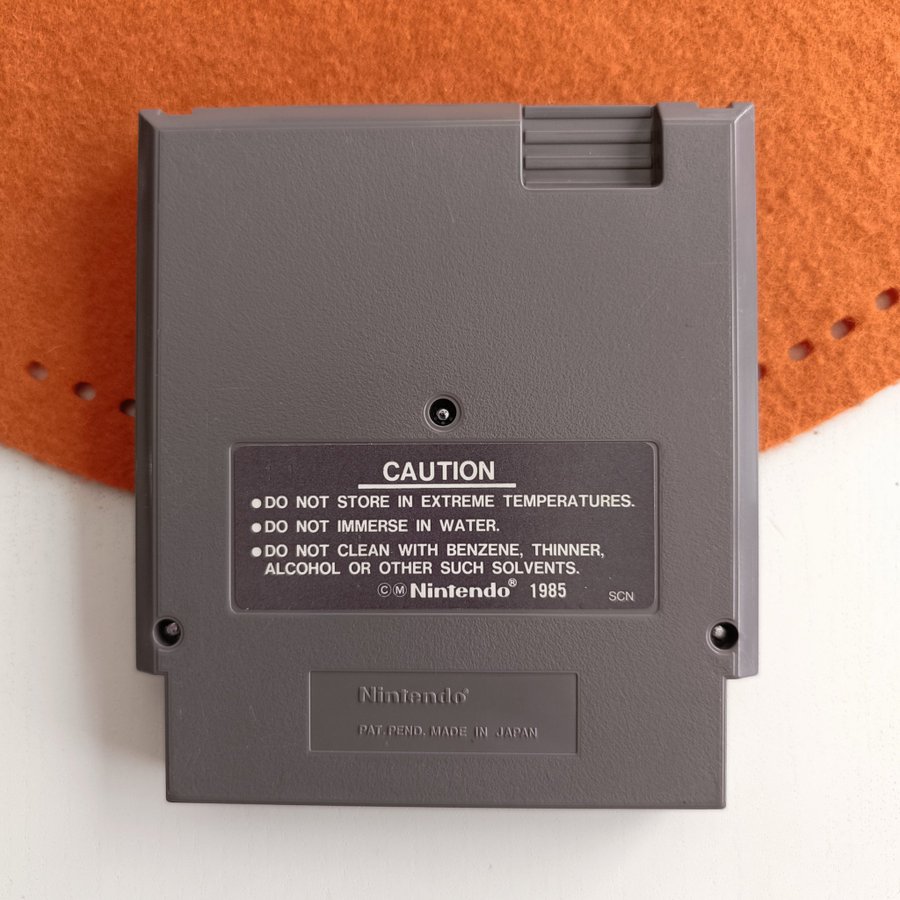 CAUTION
●DO NOT STORE IN EXTREME TEMPERATURES.
●DO NOT IMMERSE IN WATER.
●DO NOT CLEAN WITH BENZENE, THINNER,
ALCOHOL OR OTHER SUCH SOLVENTS.
ⒸⓂ Nintendo® 1985 SCN
Nintendo®
PAT. PEND. MADE IN JAPAN